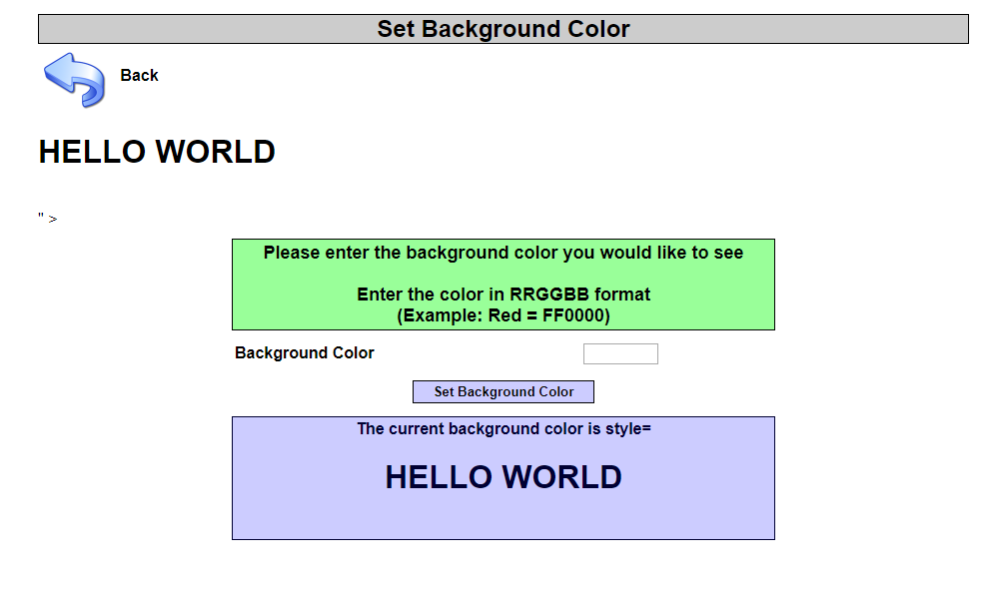 Set Background Color
Back
HELLO WORLD
" >
Please enter the background color you would like to see
Enter the color in RRGGBB format
(Example: Red = FF0000)
Background Color
Set Background Color
The current background color is style=
HELLO WORLD